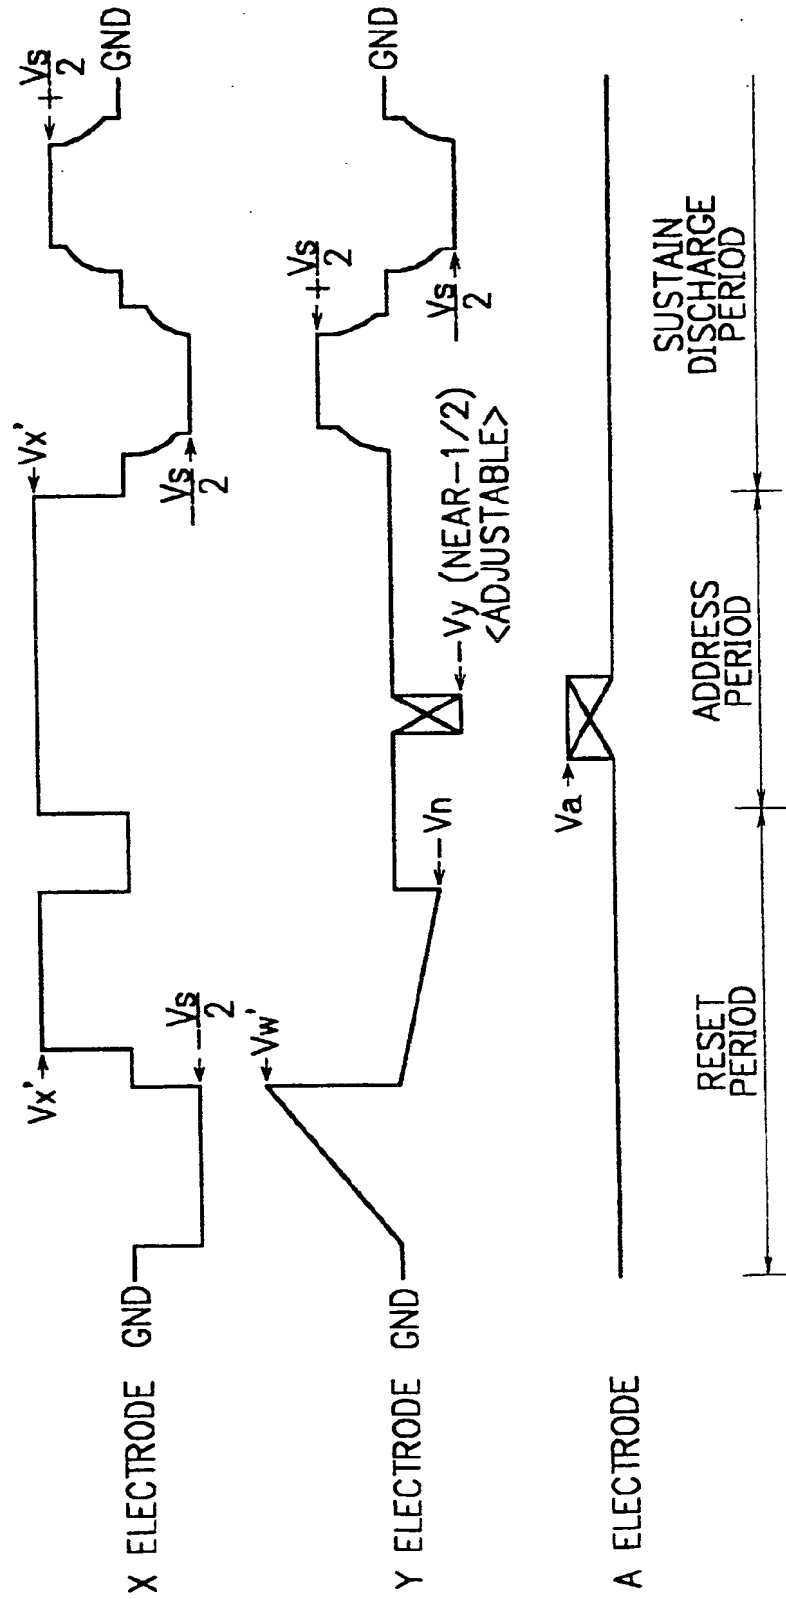 X ELECTRODE GND
Vx'
Vs
2
Vx'
Vs
2
+ Vs
2
GND
Y ELECTRODE GND
Vw'
-Vn
-Vy (NEAR-1/2)
<ADJUSTABLE>
+ Vs
2
Vs
2
GND
A ELECTRODE
Va
RESET
PERIOD
ADDRESS
PERIOD
SUSTAIN
DISCHARGE
PERIOD